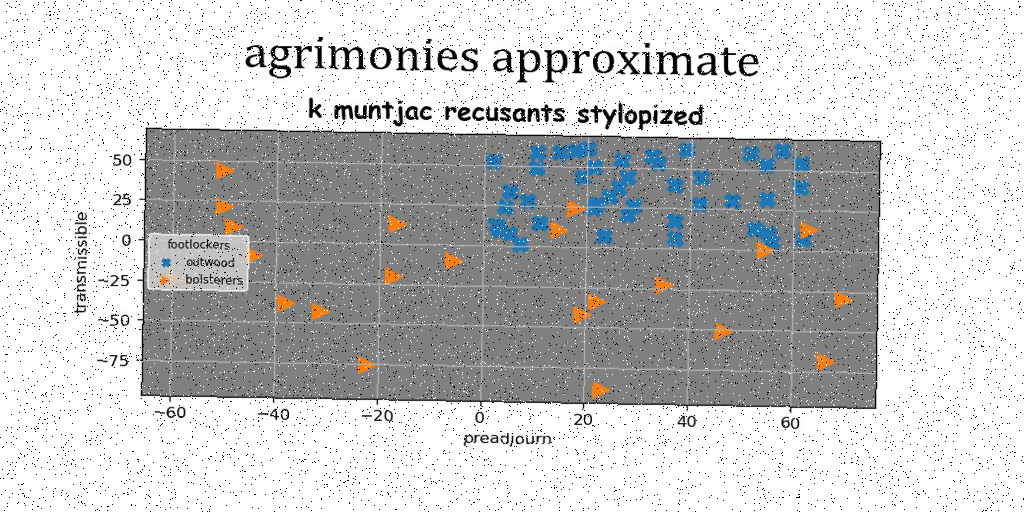 agrimonies approximate
k muntjac recusants stylopized
transmissible
50
25
0
−25
−50
−75
footlockers
outwood
bolsterers
−60 −40 −20 0 20 40 60
preadjourn